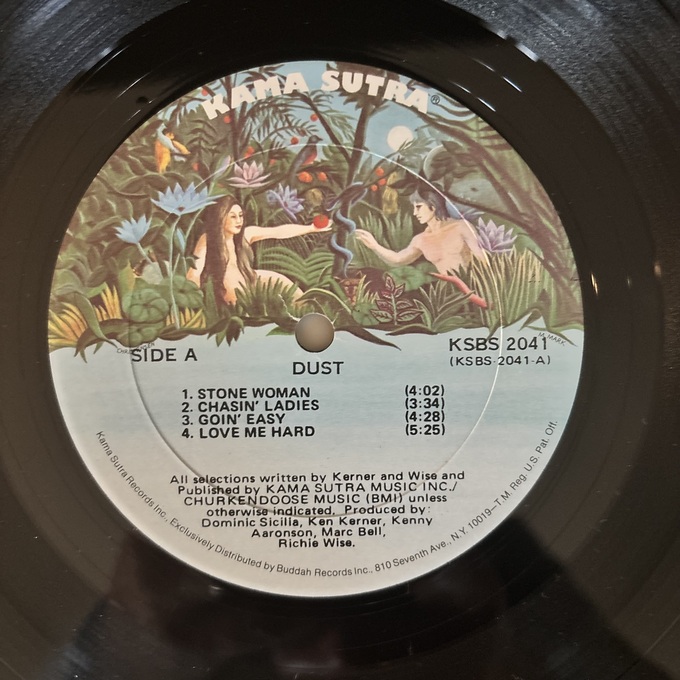 KAMA SUTRA®
SIDE A
KSBS 2041
(KSBS-2041-A)
DUST
1. STONE WOMAN (4:02)
2. CHASIN' LADIES (3:34)
3. GOIN' EASY (4:28)
4. LOVE ME HARD (5:25)
All selections written by Kerner and Wise and
Published by KAMA SUTRA MUSIC INC./
CHURKENDOOSE MUSIC (BMI) unless
otherwise indicated. Produced by:
Dominic Sicilia, Ken Kerner, Kenny
Aaronson, Marc Bell,
Richie Wise.
Kama Sutra Records Inc., Exclusively Distributed by Buddah Records Inc., 810 Seventh Ave., N.Y. 10019–T.M. Reg. U.S. Pat. Off.